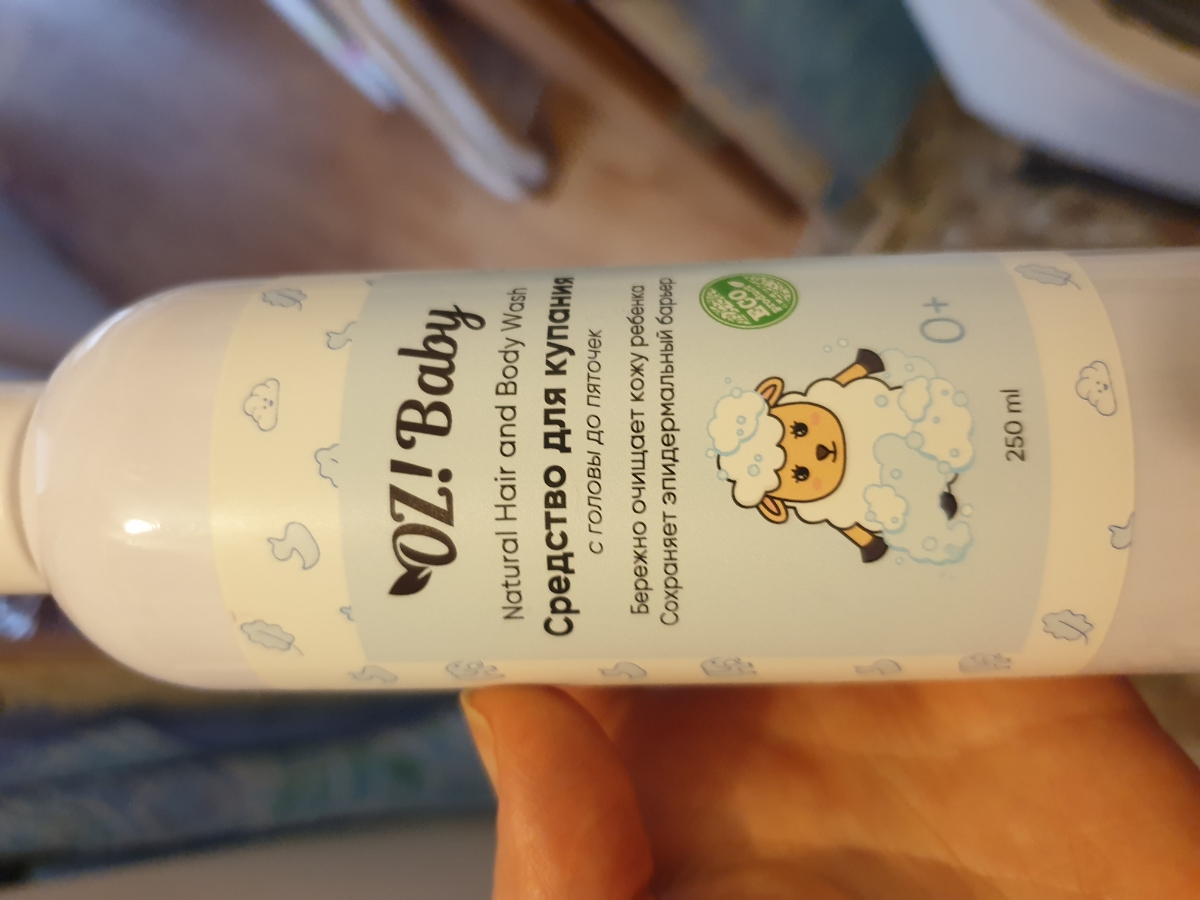 OZ! Baby
Natural Hair and Body Wash
Средство для купания
с головы до пяточек
Бережно очищает кожу ребенка
Сохраняет эпидермальный барьер
ECO
0+
250 ml